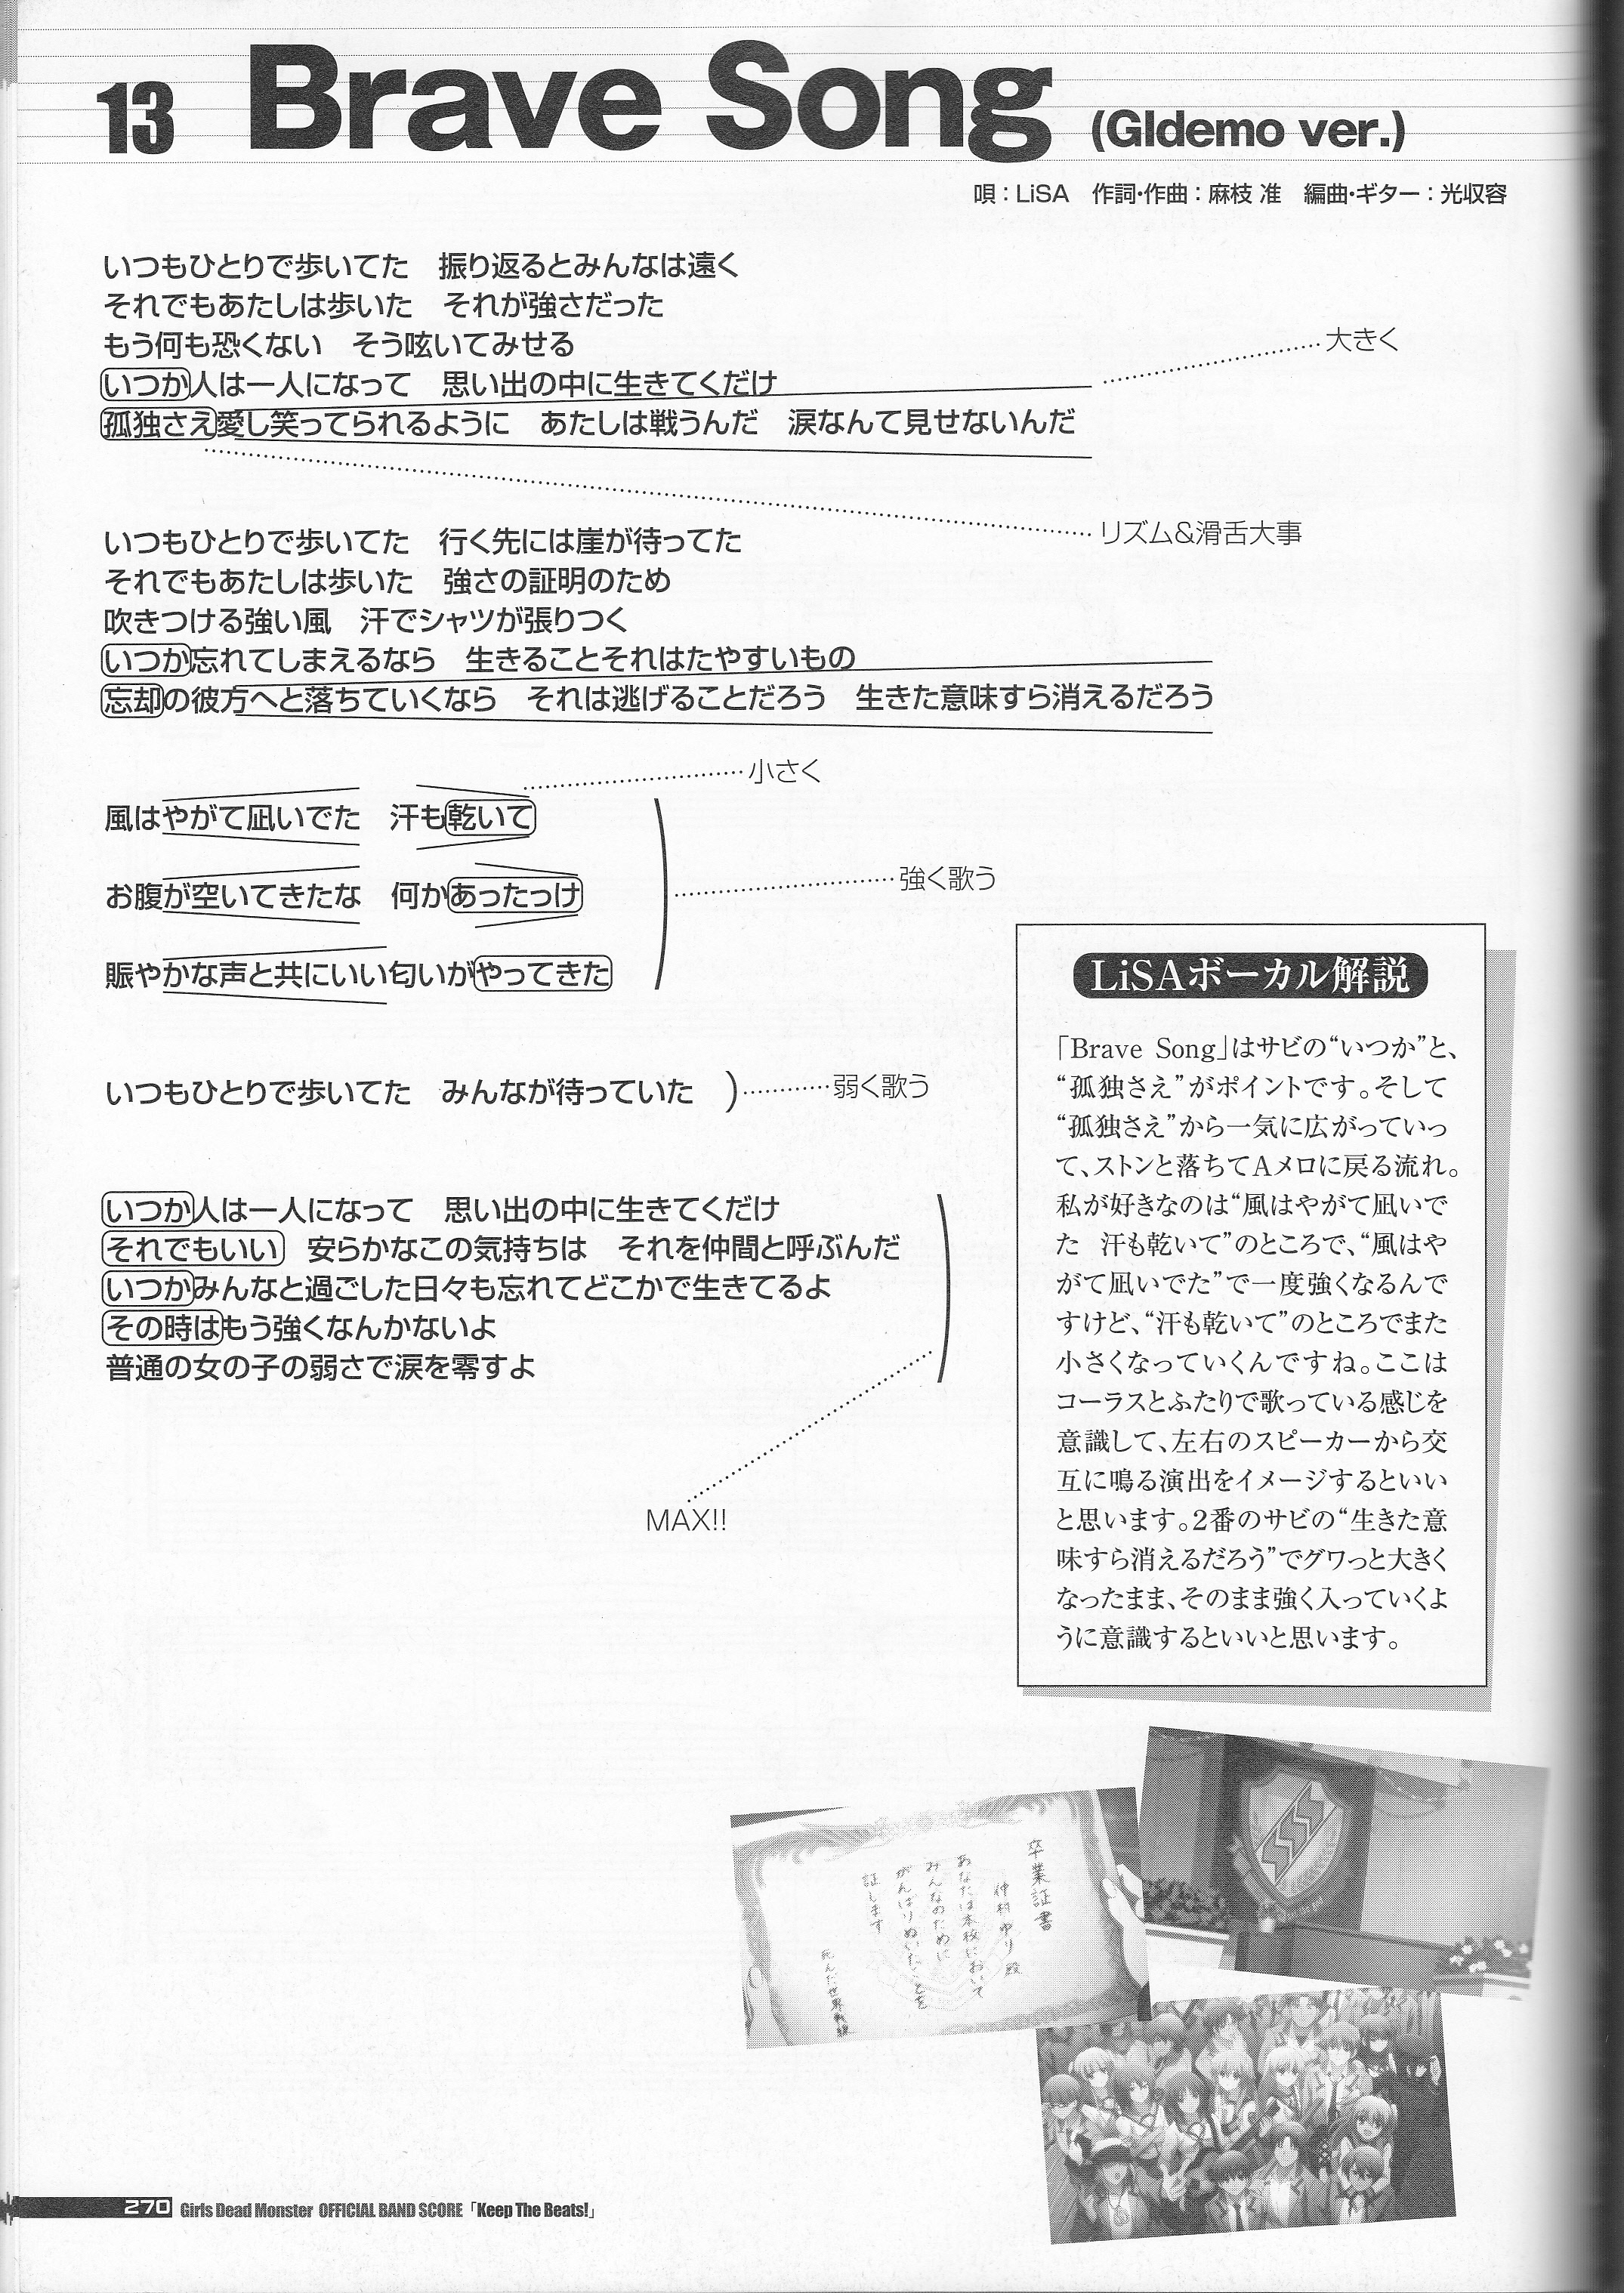 13 Brave Song (Gldemo ver.)
唄：LiSA　作詞・作曲：麻枝 准　編曲・ギター：光収容
いつもひとりで歩いてた　振り返るとみんなは遠く
それでもあたしは歩いた　それが強さだった
もう何も恐くない　そう呟いてみせる
大きく
いつか人は一人になって　思い出の中に生きてくだけ
孤独さえ愛し笑ってられるように　あたしは戦うんだ　涙なんて見せないんだ
リズム&滑舌大事
いつもひとりで歩いてた　行く先には崖が待ってた
それでもあたしは歩いた　強さの証明のため
吹きつける強い風　汗でシャツが張りつく
いつか忘れてしまえるなら　生きることそれはたやすいもの
忘却の彼方へと落ちていくなら　それは逃げることだろう　生きた意味すら消えるだろう
小さく
風はやがて凪いでた　汗も乾いて
お腹が空いてきたな　何かあったっけ
強く歌う
賑やかな声と共にいい匂いがやってきた
いつもひとりで歩いてた　みんなが待っていた
弱く歌う
いつか人は一人になって　思い出の中に生きてくだけ
それでもいい　安らかなこの気持ちは　それを仲間と呼ぶんだ
いつかみんなと過ごした日々も忘れてどこかで生きてるよ
その時はもう強くなんかないよ
普通の女の子の弱さで涙を零すよ
MAX!!
LiSAボーカル解説
「Brave Song」はサビの“いつか”と、
“孤独さえ”がポイントです。そして
“孤独さえ”から一気に広がっていっ
て、ストンと落ちてAメロに戻る流れ。
私が好きなのは“風はやがて凪いで
た　汗も乾いて”のところで、“風はや
がて凪いでた”で一度強くなるんで
すけど、“汗も乾いて”のところでまた
小さくなっていくんですね。ここは
コーラスとふたりで歌っている感じを
意識して、左右のスピーカーから交
互に鳴る演出をイメージするといい
と思います。2番のサビの“生きた意
味すら消えるだろう”でグワっと大きく
なったまま、そのまま強く入っていくよ
うに意識するといいと思います。
卒業証書
仲村ゆり殿
あなたは本校において
みんなのために
がんばりぬいたことを
証します
死んだ世界戦線
270 Girls Dead Monster OFFICIAL BAND SCORE「Keep The Beats!」